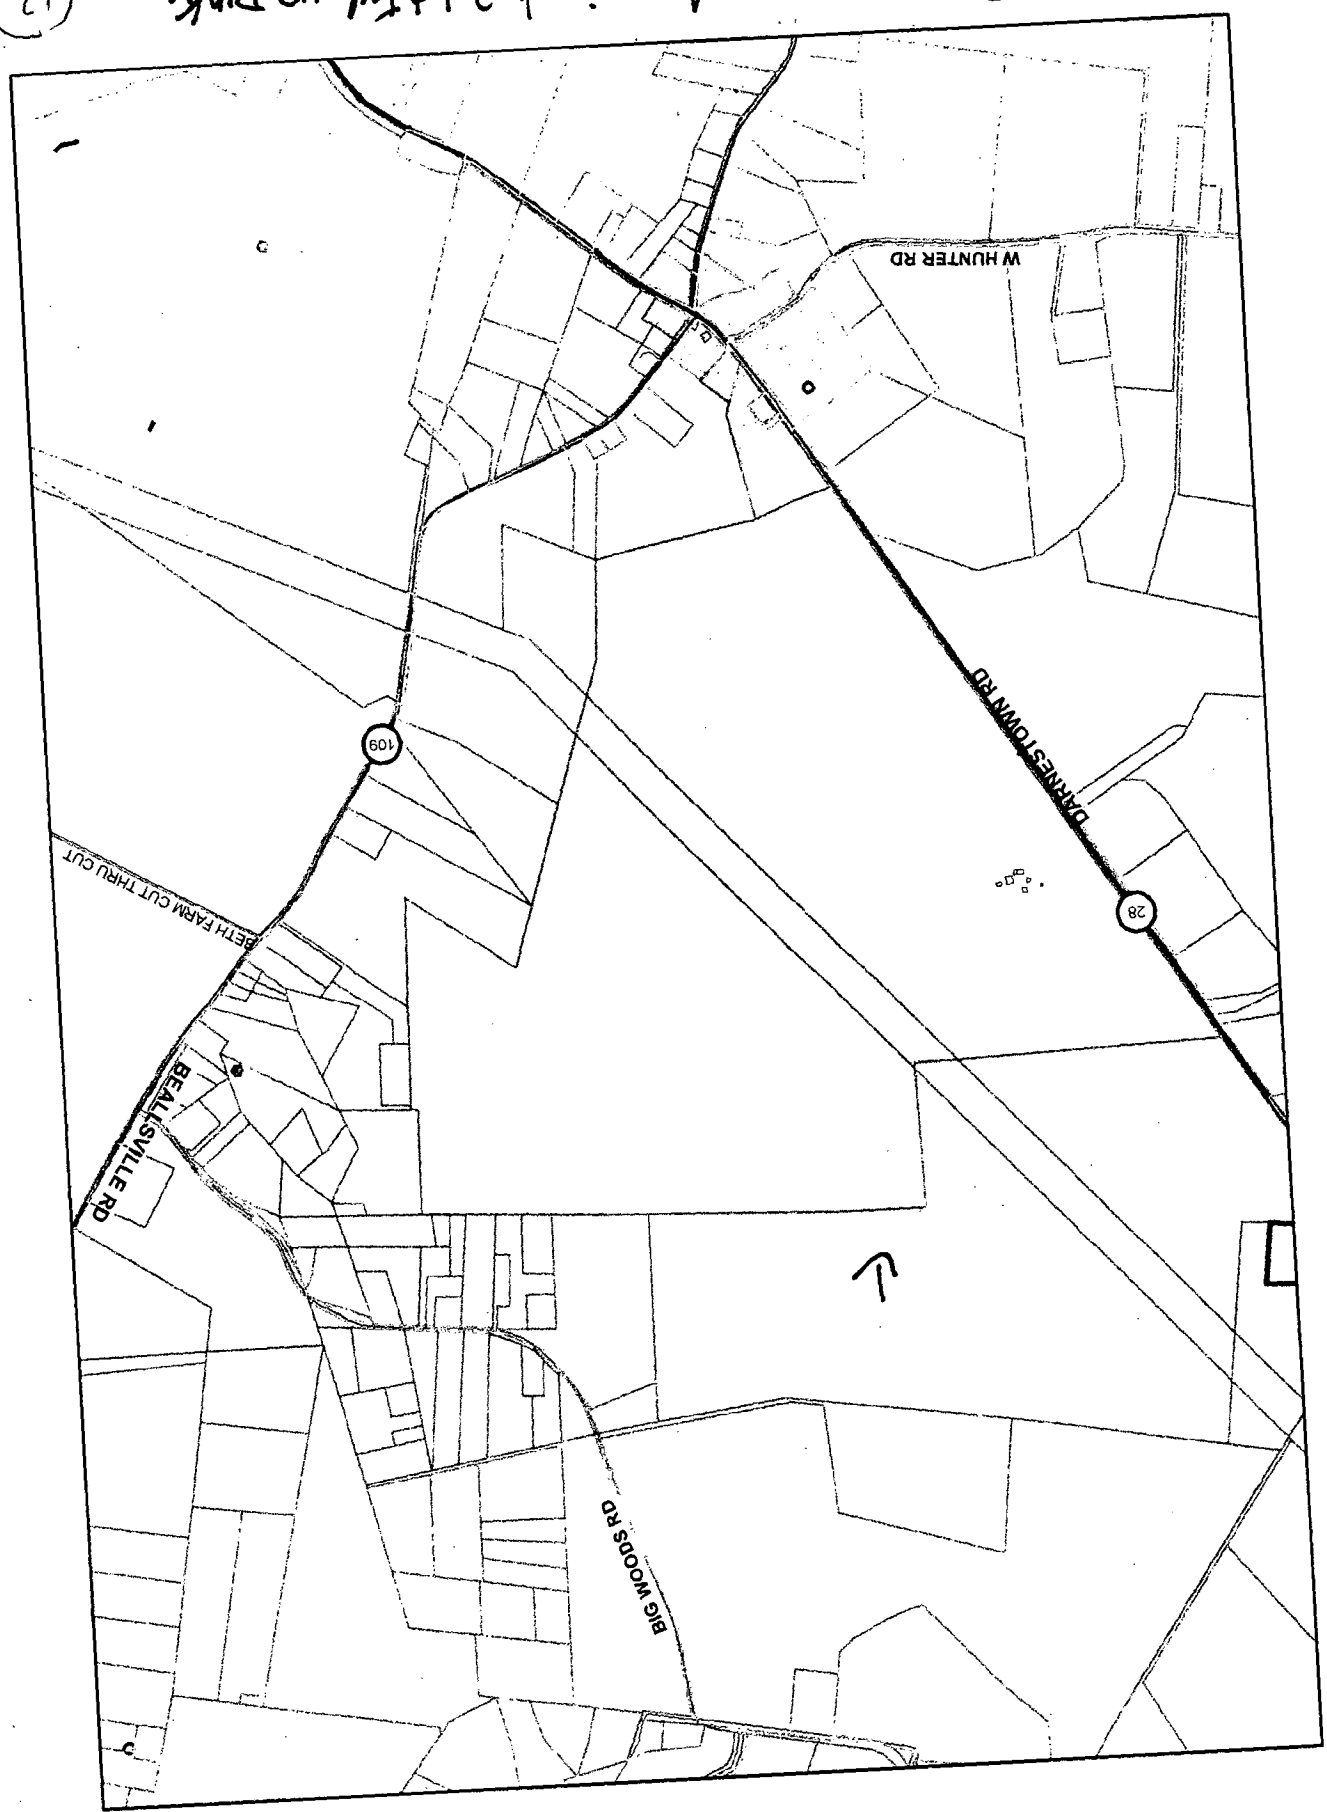 BIG WOODS RD
BEALLSVILLE RD
BETH FARM CUT THRU CUT
28
109
DARNESTOWN RD
W HUNTER RD